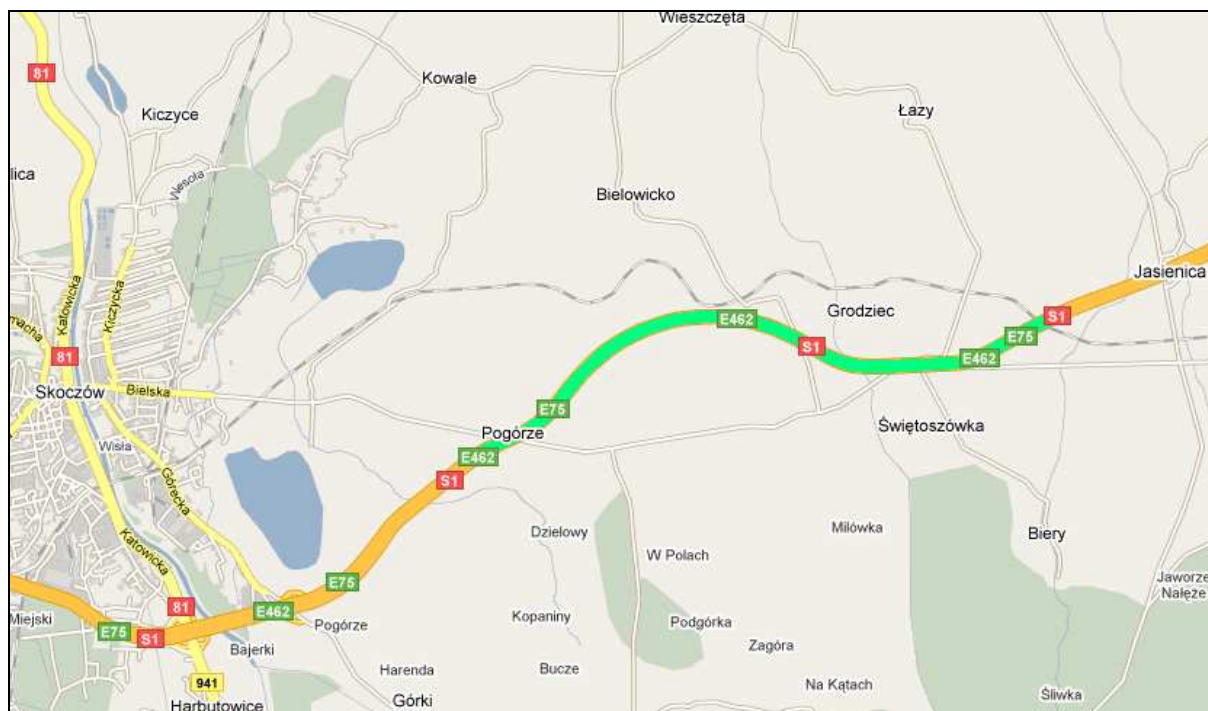 Wieszczęta
81
Kowale
Kiczyce
Łazy
lica
Wesoła
Bielowicko
Katowicka
Kiczycka
Jasienica
Grodziec
S1
E462
E75
S1
E462
macha
81
Skoczów
Bielska
E75
Pogórze
E462
Świętoszówka
Wisła
Górecka
S1
Dzielowy
Milówka
Biery
W Polach
Katowicka
E75
Jaworze
Nałęże
81
E462
Miejski
E75
S1
Bajerki
Pogórze
Kopaniny
Podgórka
Zagóra
Harenda
Bucze
Na Kątach
941
Górki
Śliwka
Harbutowice